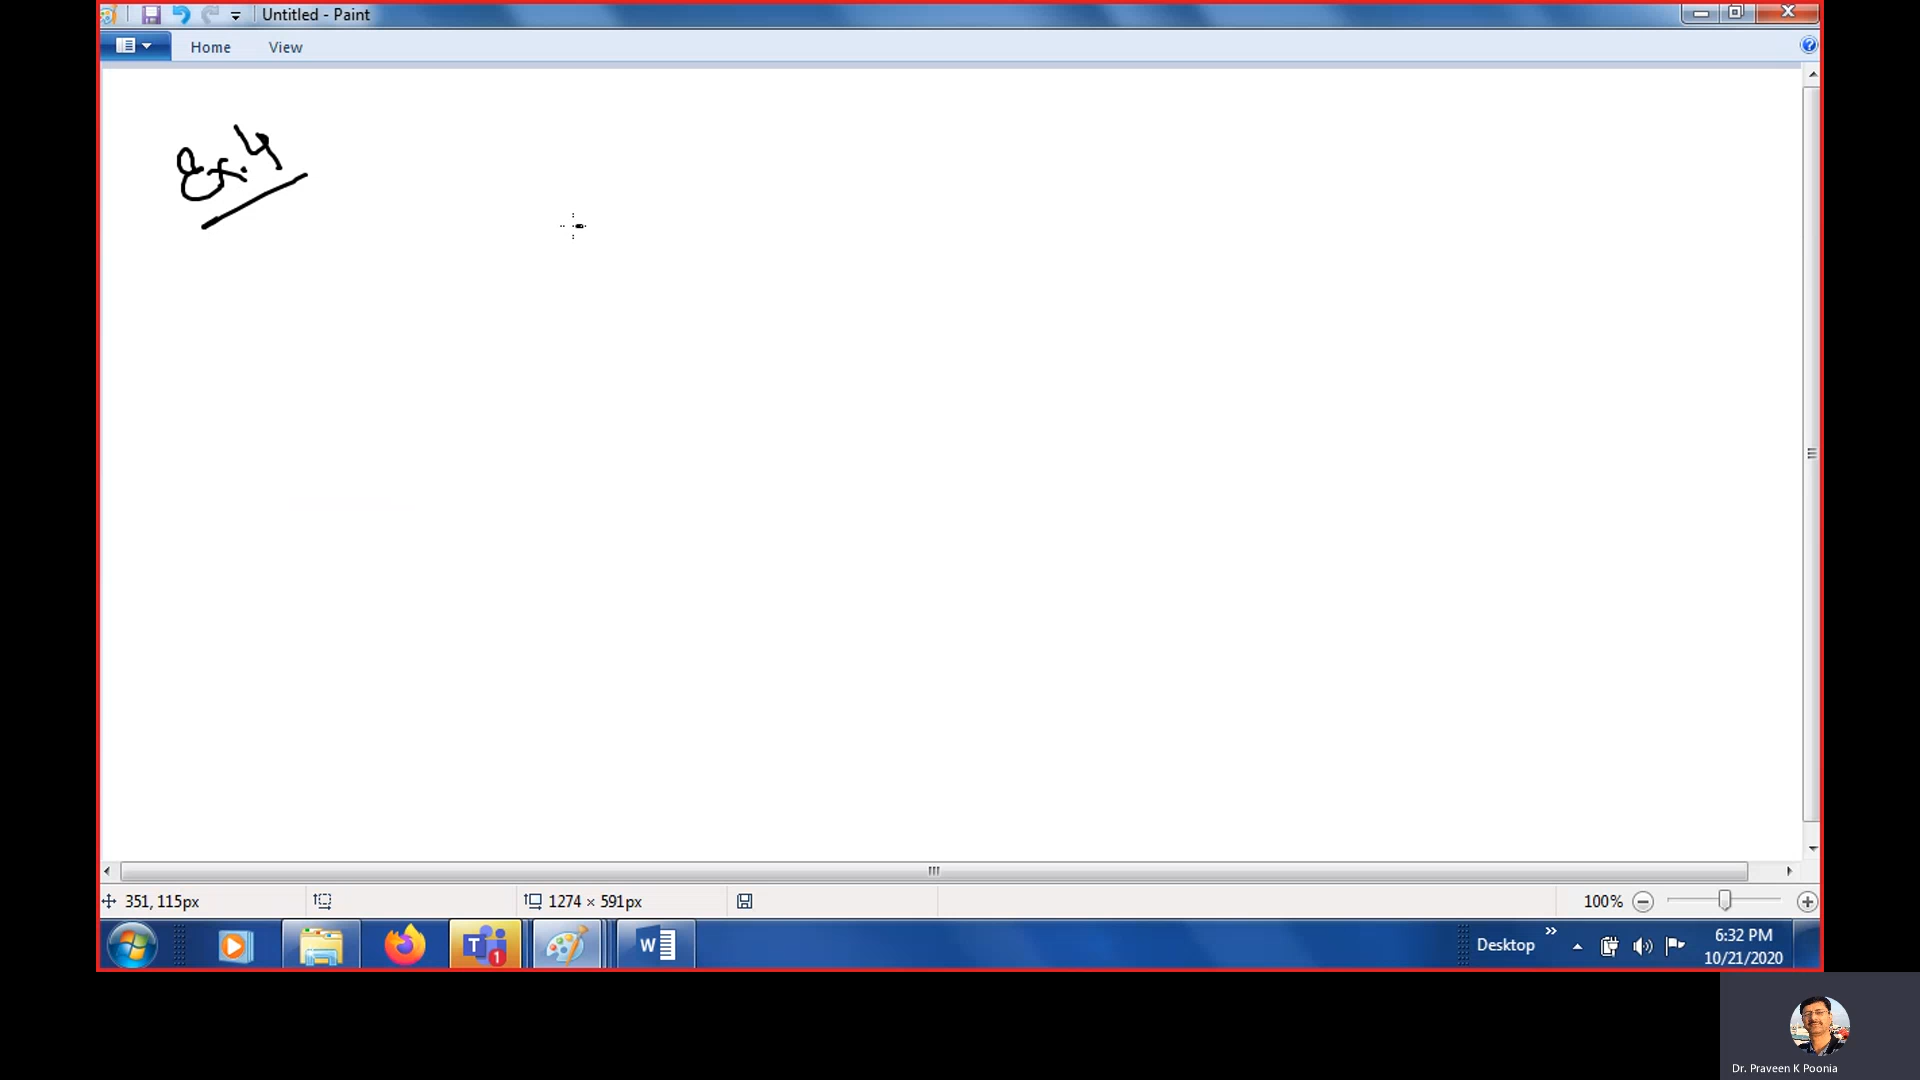 Untitled - Paint
Home View
Ex. 4
351, 115px 1274 × 591px 100%
T 1 W Desktop » 6:32 PM
10/21/2020
Dr. Praveen K Poonia